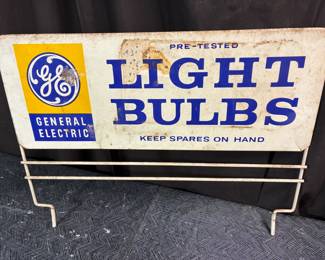 GE
GENERAL
ELECTRIC
PRE-TESTED
LIGHT
BULBS
KEEP SPARES ON HAND